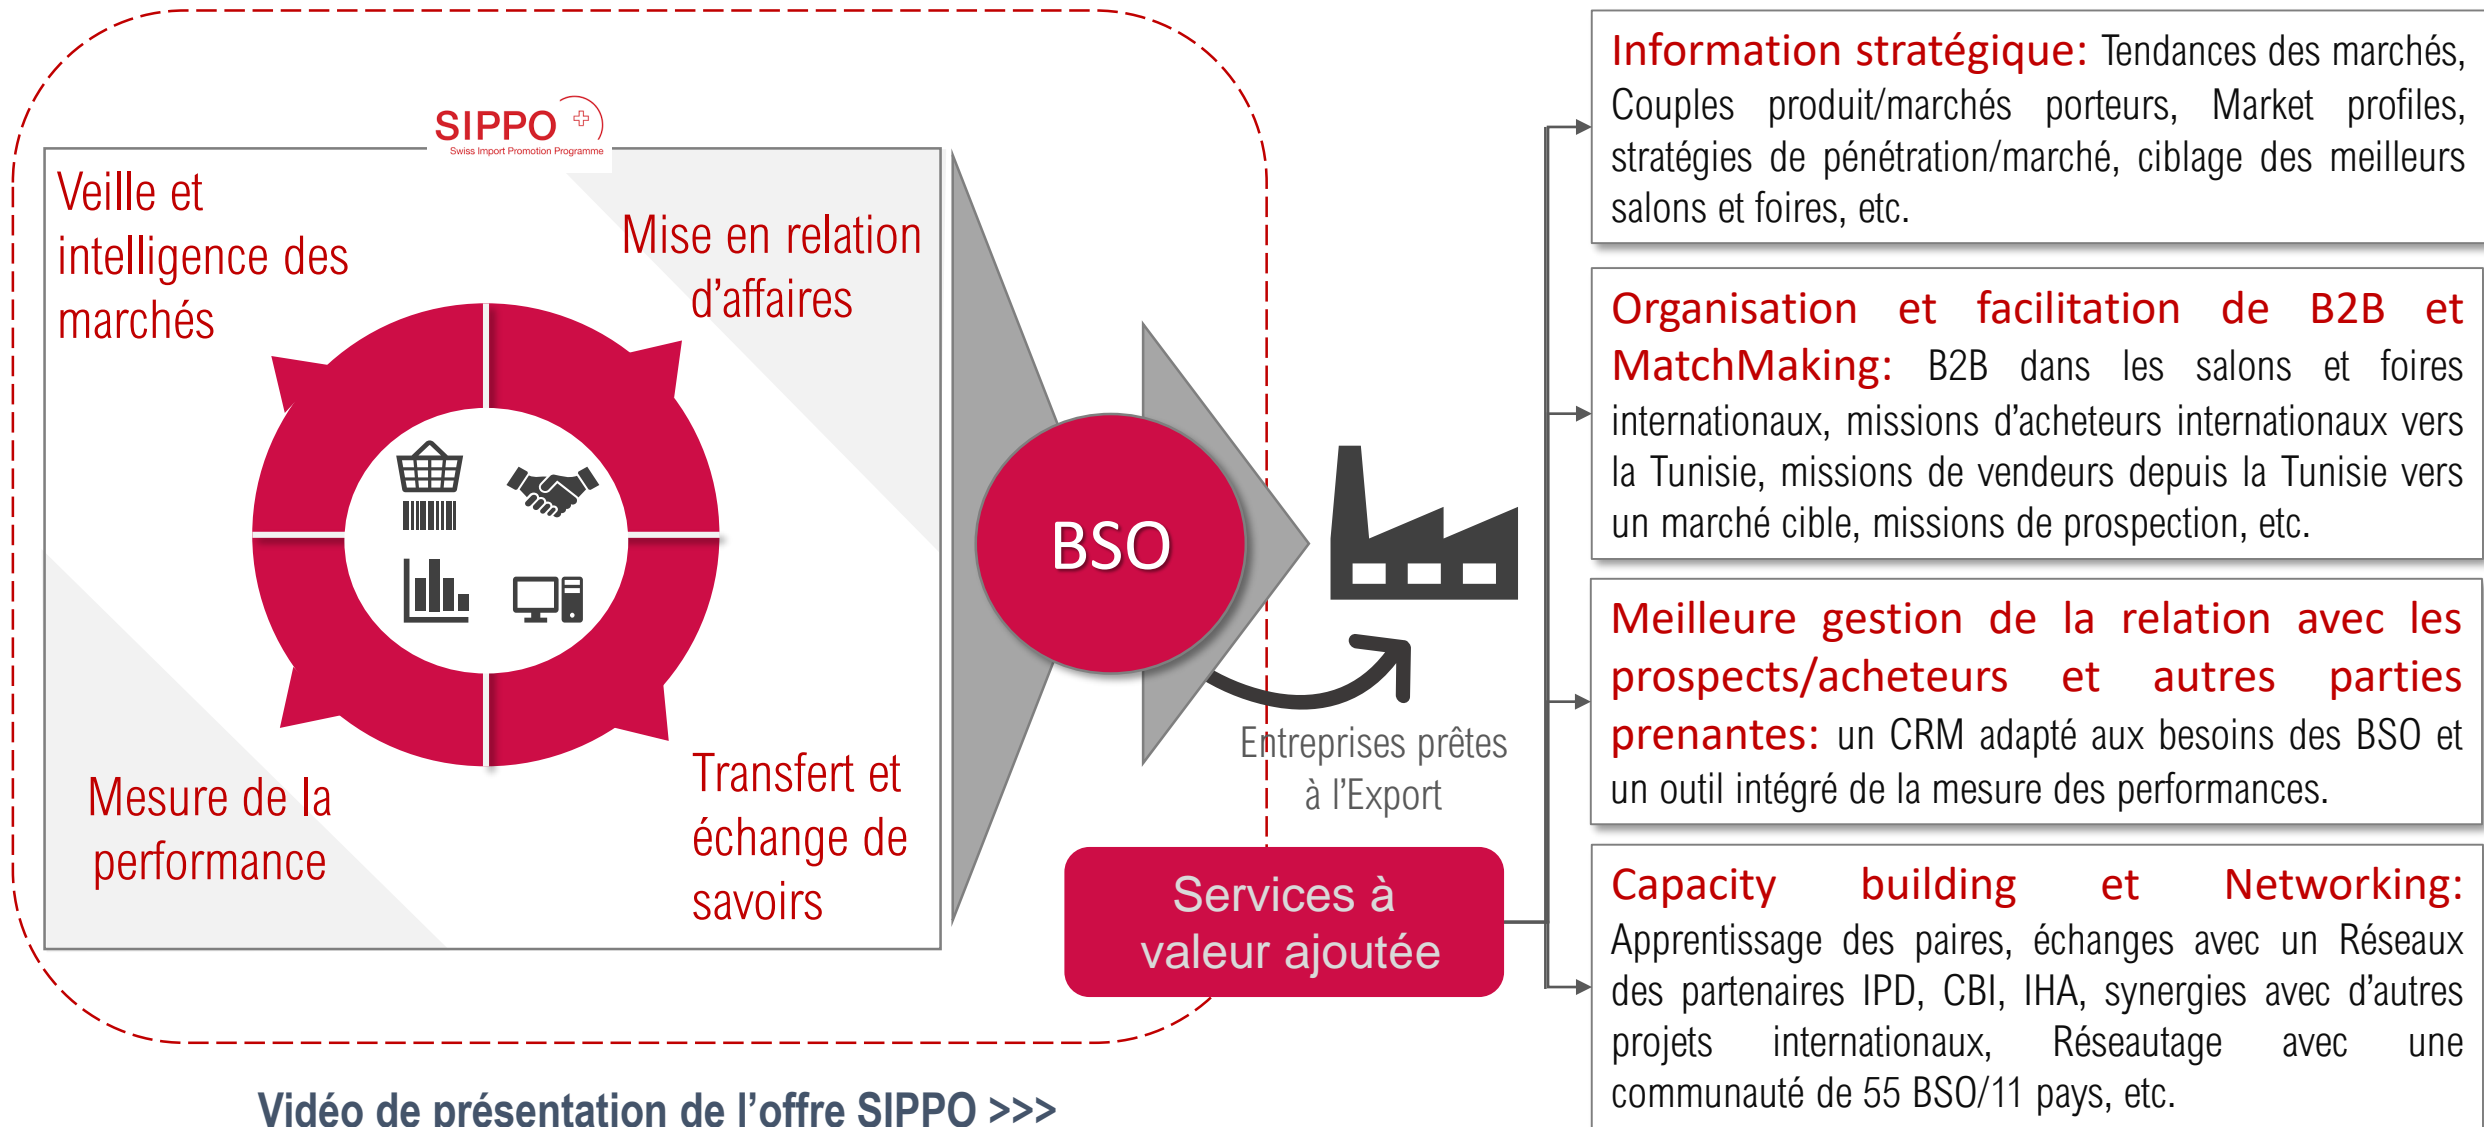 SIPPO
Swiss Import Promotion Programme
Veille et
intelligence des
marchés
Mise en relation
d’affaires
Mesure de la
performance
Transfert et
échange de
savoirs
BSO
Entreprises prêtes
à l’Export
Services à
valeur ajoutée
Information stratégique: Tendances des marchés,
Couples produit/marchés porteurs, Market profiles,
stratégies de pénétration/marché, ciblage des meilleurs
salons et foires, etc.
Organisation et facilitation de B2B et
MatchMaking: B2B dans les salons et foires
internationaux, missions d’acheteurs internationaux vers
la Tunisie, missions de vendeurs depuis la Tunisie vers
un marché cible, missions de prospection, etc.
Meilleure gestion de la relation avec les
prospects/acheteurs et autres parties
prenantes: un CRM adapté aux besoins des BSO et
un outil intégré de la mesure des performances.
Capacity building et Networking:
Apprentissage des paires, échanges avec un Réseaux
des partenaires IPD, CBI, IHA, synergies avec d’autres
projets internationaux, Réseautage avec une
communauté de 55 BSO/11 pays, etc.
Vidéo de présentation de l’offre SIPPO >>>